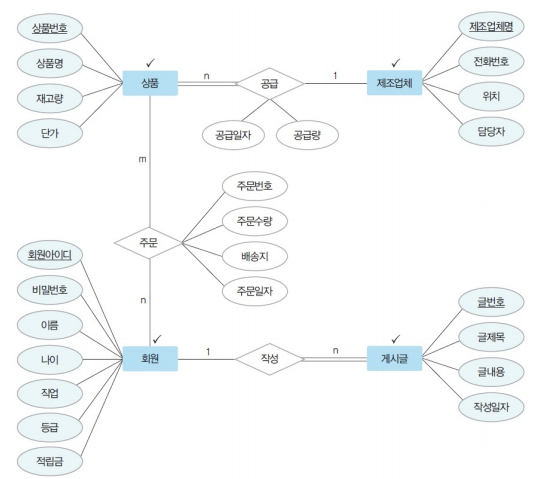 상품번호
상품명
재고량
단가
상품
n
공급
1
제조업체
제조업체명
전화번호
위치
담당자
공급일자
공급량
m
주문
주문번호
주문수량
배송지
주문일자
n
회원아이디
비밀번호
이름
나이
직업
등급
적립금
회원
1
작성
n
게시글
글번호
글제목
글내용
작성일자